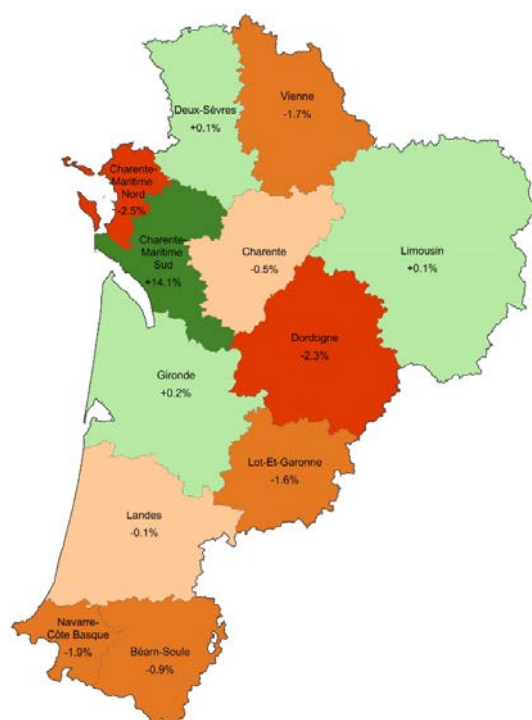 Vienne
-1.7%
Deux-Sèvres
+0.1%
Charente-
Maritime
Nord
-2.5%
Charente-
Maritime
Sud
+14.1%
Charente
-0.5%
Limousin
+0.1%
Dordogne
-2.3%
Gironde
+0.2%
Lot-Et-Garonne
-1.6%
Landes
-0.1%
Navarre-
Côte Basque
-1.9%
Béarn-Soule
-0.9%